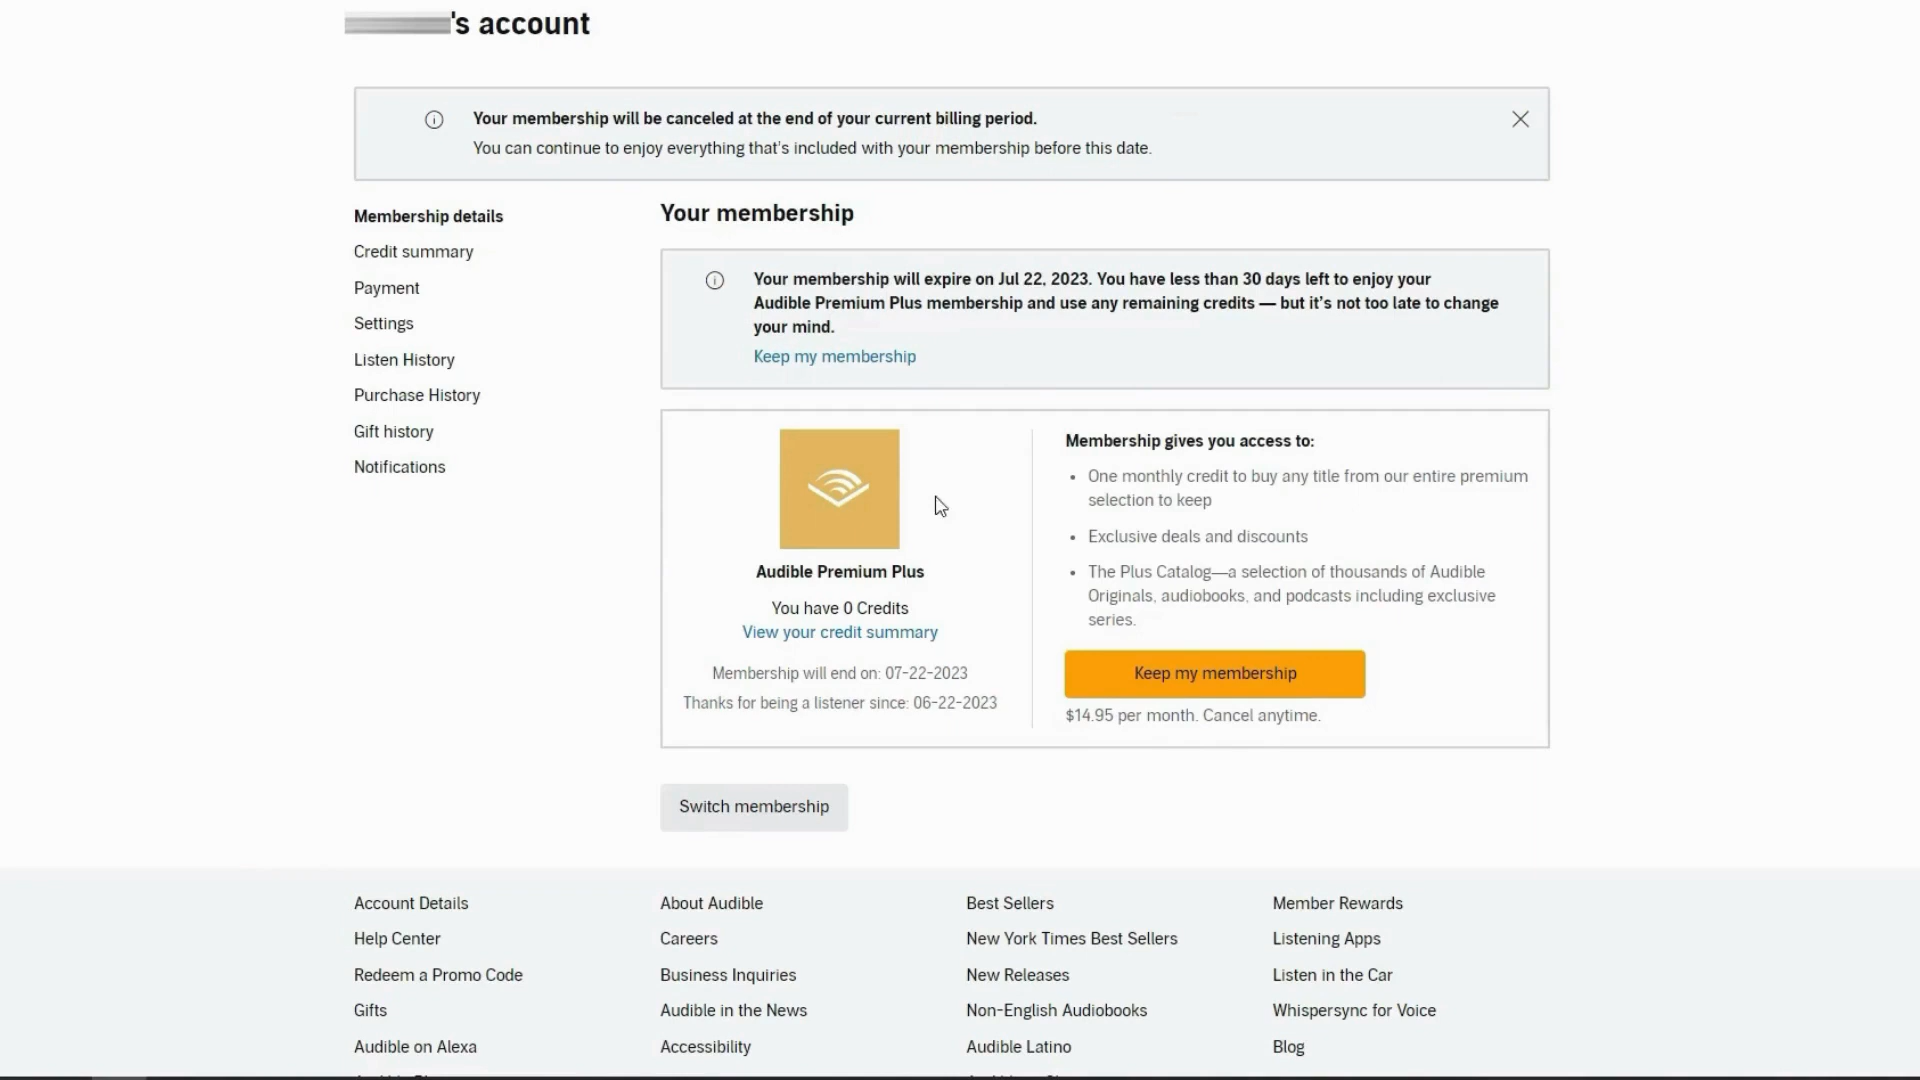 's account
Your membership will be canceled at the end of your current billing period.
You can continue to enjoy everything that's included with your membership before this date.
Membership details
Credit summary
Payment
Settings
Listen History
Purchase History
Gift history
Notifications
Your membership
Your membership will expire on Jul 22, 2023. You have less than 30 days left to enjoy your
Audible Premium Plus membership and use any remaining credits — but it's not too late to change
your mind.
Keep my membership
Audible Premium Plus
You have 0 Credits
View your credit summary
Membership will end on: 07-22-2023
Thanks for being a listener since: 06-22-2023
Membership gives you access to:
• One monthly credit to buy any title from our entire premium
selection to keep
• Exclusive deals and discounts
• The Plus Catalog—a selection of thousands of Audible
Originals, audiobooks, and podcasts including exclusive
series.
Keep my membership
$14.95 per month. Cancel anytime.
Switch membership
Account Details
Help Center
Redeem a Promo Code
Gifts
Audible on Alexa
About Audible
Careers
Business Inquiries
Audible in the News
Accessibility
Best Sellers
New York Times Best Sellers
New Releases
Non-English Audiobooks
Audible Latino
Member Rewards
Listening Apps
Listen in the Car
Whispersync for Voice
Blog